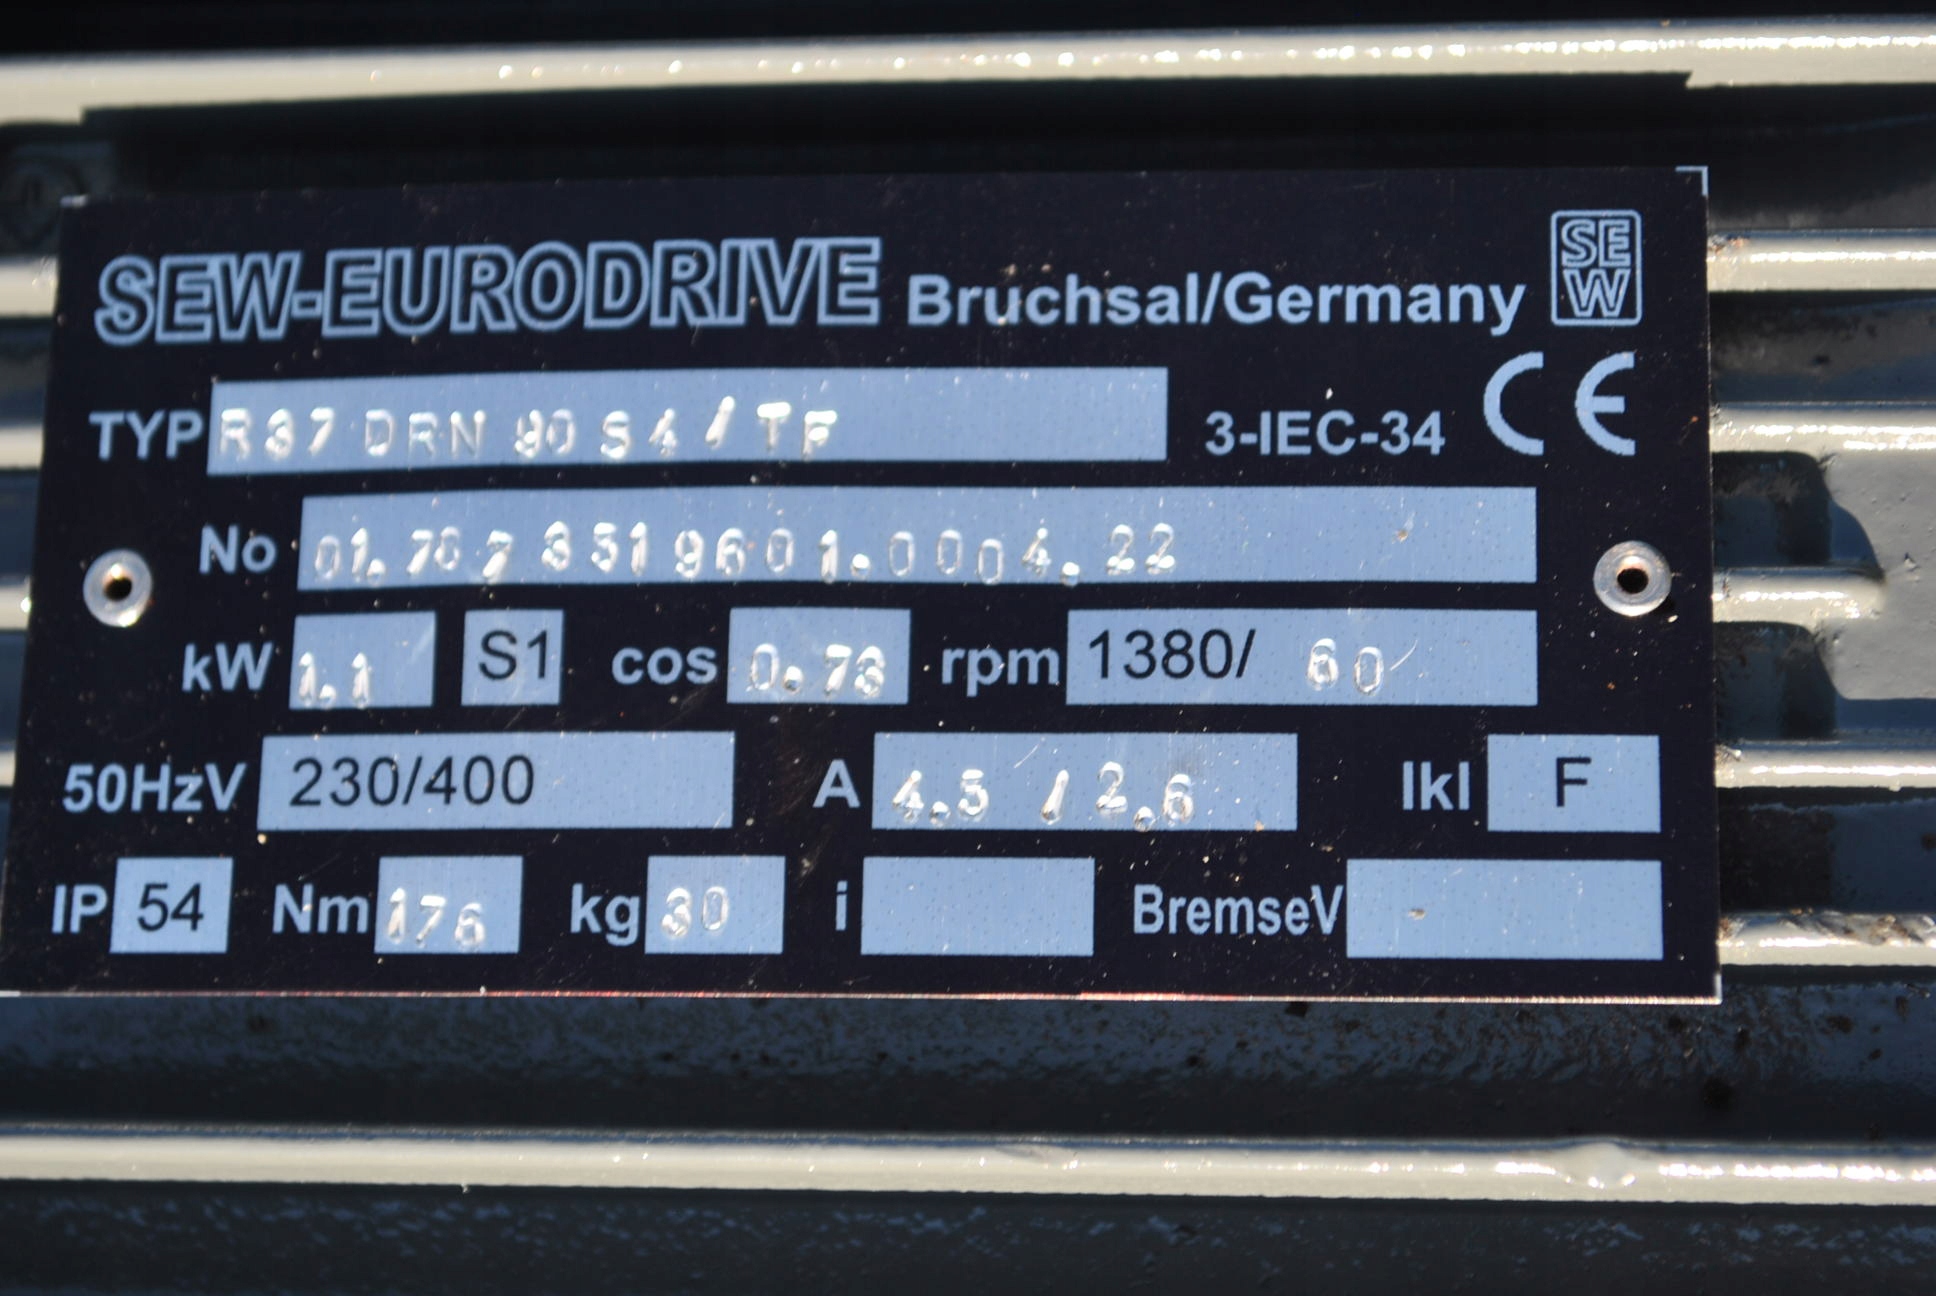 SEW-EURODRIVE Bruchsal/Germany SEW
TYP R37 DRN 90 S4 / TF 3-IEC-34 CE
No 01.7073319601.0004.22
kW 1.1 S1 cos 0.78 rpm 1380/ 60
50HzV 230/400 A 4.5 / 2.6 Ikl F
IP 54 Nm 176 kg 30 i BremseV -